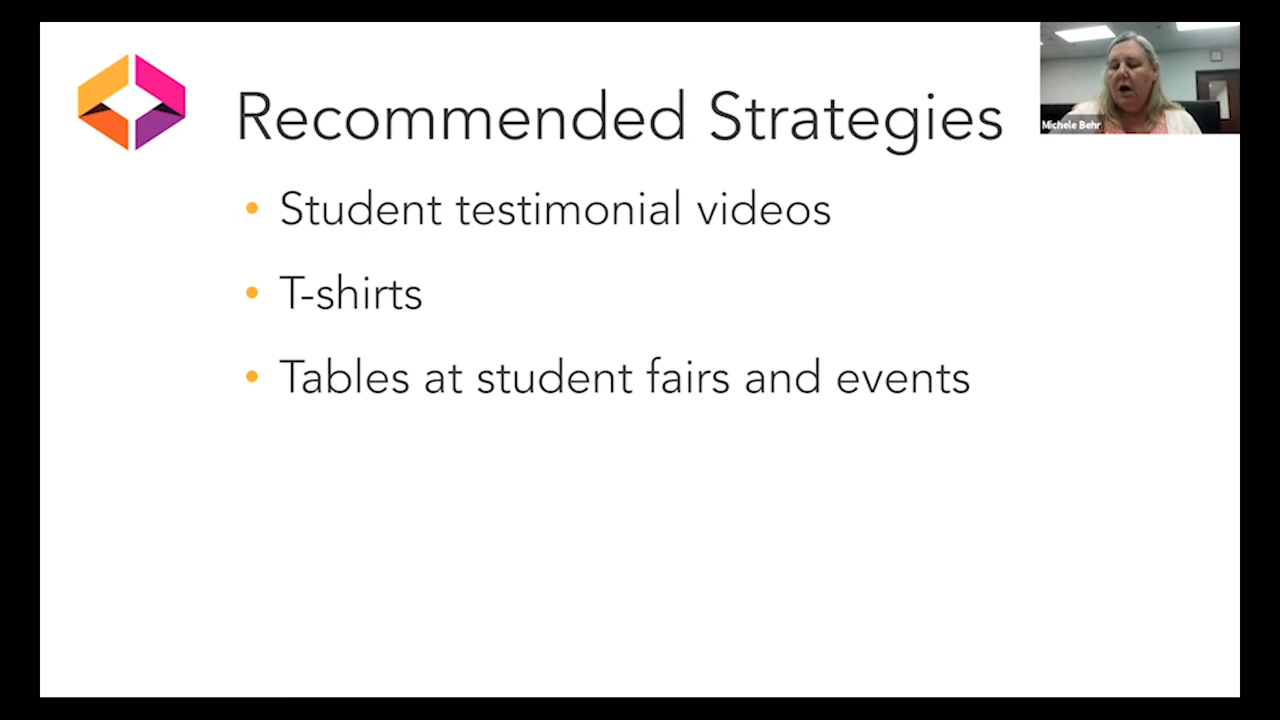 Recommended Strategies
Michele Behr
• Student testimonial videos
• T-shirts
• Tables at student fairs and events